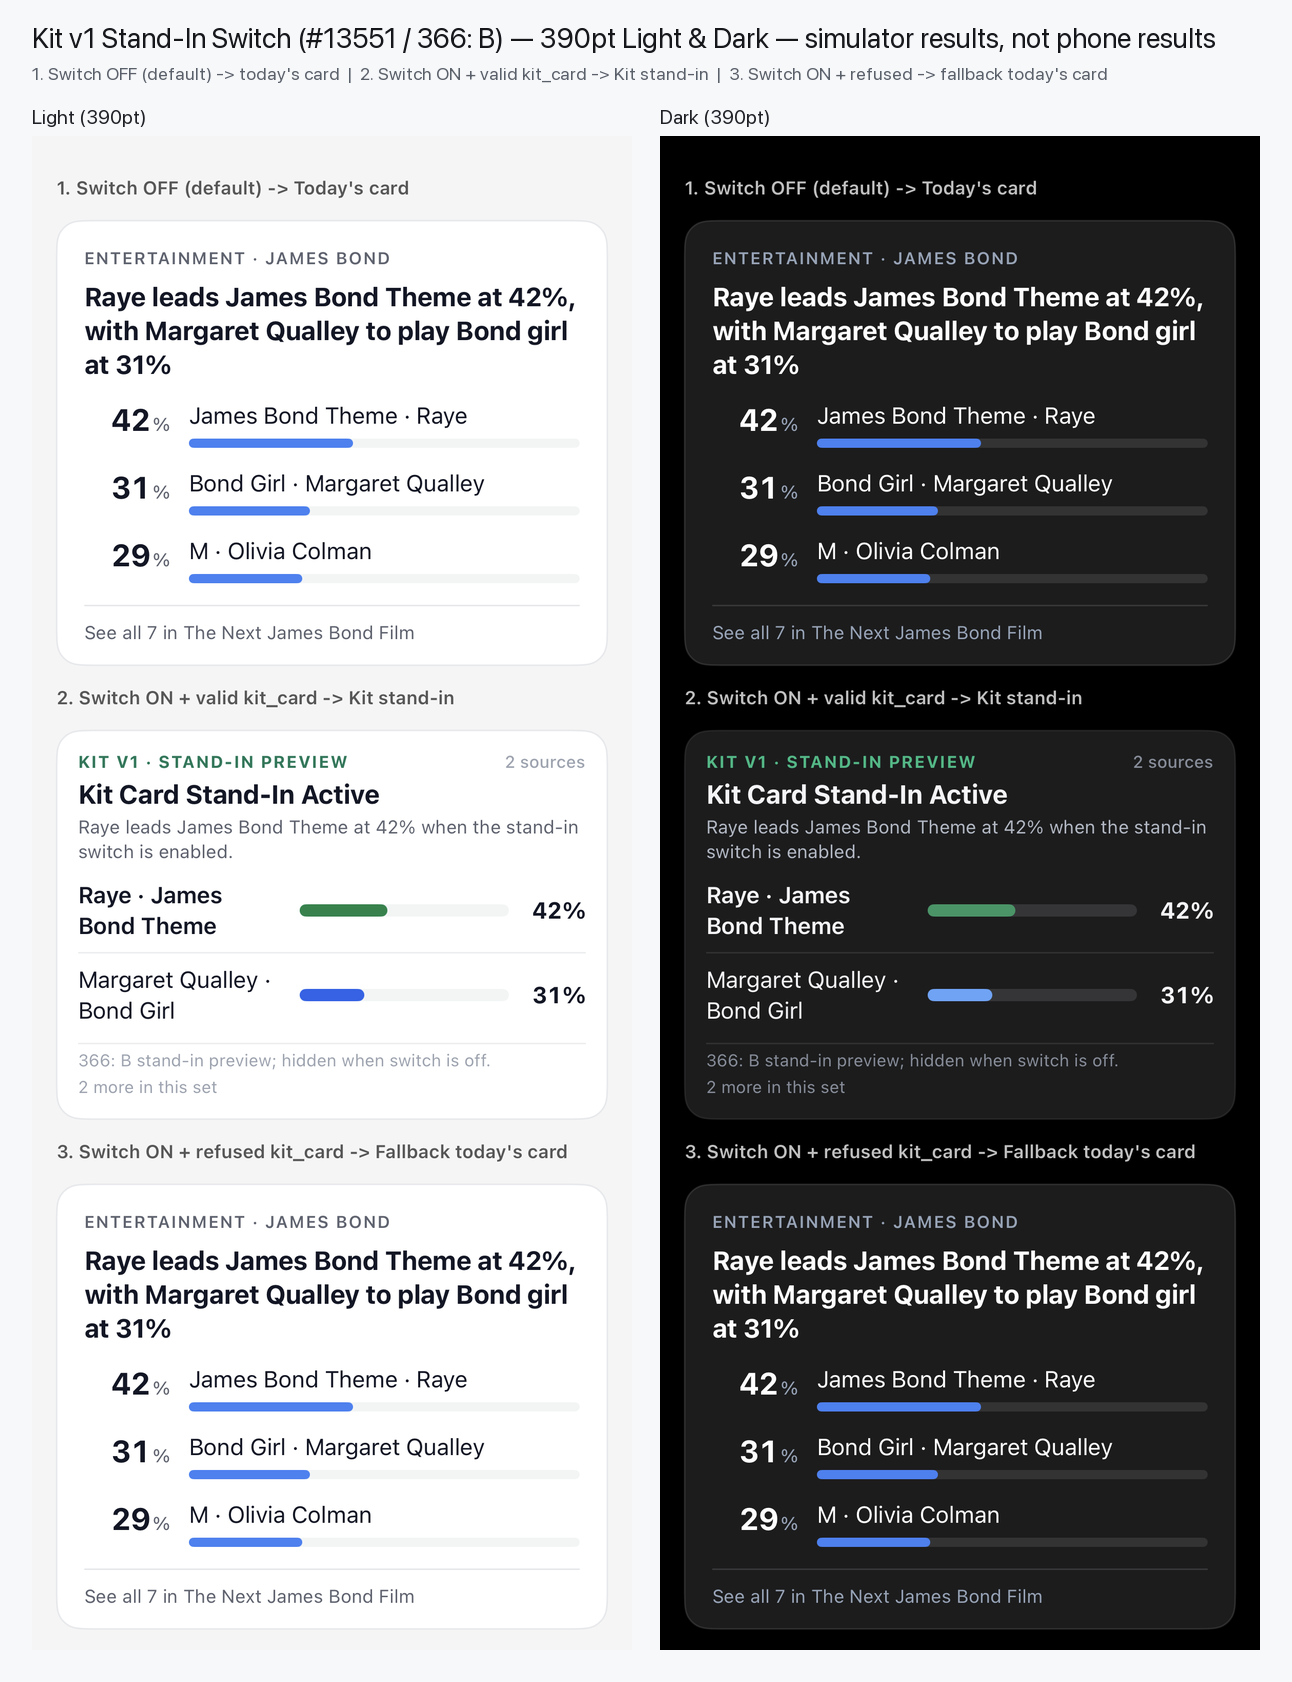 Kit v1 Stand-In Switch (#13551 / 366: B) — 390pt Light & Dark — simulator results, not phone results
1. Switch OFF (default) -> today's card | 2. Switch ON + valid kit_card -> Kit stand-in | 3. Switch ON + refused -> fallback today's card
Light (390pt)
1. Switch OFF (default) -> Today's card
ENTERTAINMENT · JAMES BOND
Raye leads James Bond Theme at 42%,
with Margaret Qualley to play Bond girl
at 31%
42% James Bond Theme · Raye
31% Bond Girl · Margaret Qualley
29% M · Olivia Colman
See all 7 in The Next James Bond Film
2. Switch ON + valid kit_card -> Kit stand-in
KIT V1 · STAND-IN PREVIEW 2 sources
Kit Card Stand-In Active
Raye leads James Bond Theme at 42% when the stand-in
switch is enabled.
Raye · James
Bond Theme
42%
Margaret Qualley ·
Bond Girl
31%
366: B stand-in preview; hidden when switch is off.
2 more in this set
3. Switch ON + refused kit_card -> Fallback today's card
ENTERTAINMENT · JAMES BOND
Raye leads James Bond Theme at 42%,
with Margaret Qualley to play Bond girl
at 31%
42% James Bond Theme · Raye
31% Bond Girl · Margaret Qualley
29% M · Olivia Colman
See all 7 in The Next James Bond Film
Dark (390pt)
1. Switch OFF (default) -> Today's card
ENTERTAINMENT · JAMES BOND
Raye leads James Bond Theme at 42%,
with Margaret Qualley to play Bond girl
at 31%
42% James Bond Theme · Raye
31% Bond Girl · Margaret Qualley
29% M · Olivia Colman
See all 7 in The Next James Bond Film
2. Switch ON + valid kit_card -> Kit stand-in
KIT V1 · STAND-IN PREVIEW 2 sources
Kit Card Stand-In Active
Raye leads James Bond Theme at 42% when the stand-in
switch is enabled.
Raye · James
Bond Theme
42%
Margaret Qualley ·
Bond Girl
31%
366: B stand-in preview; hidden when switch is off.
2 more in this set
3. Switch ON + refused kit_card -> Fallback today's card
ENTERTAINMENT · JAMES BOND
Raye leads James Bond Theme at 42%,
with Margaret Qualley to play Bond girl
at 31%
42% James Bond Theme · Raye
31% Bond Girl · Margaret Qualley
29% M · Olivia Colman
See all 7 in The Next James Bond Film